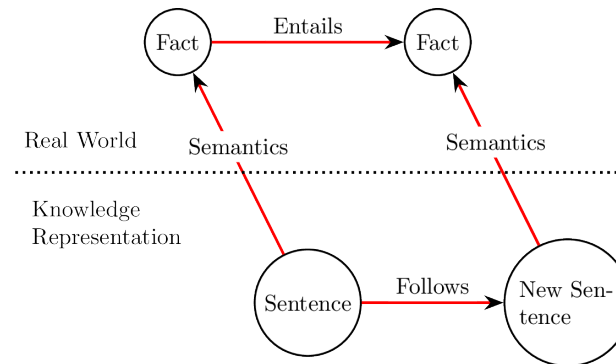 Entails
Fact
Fact
Real World
Semantics
Semantics
Knowledge
Representation
Sentence
Follows
New Sen-
tence